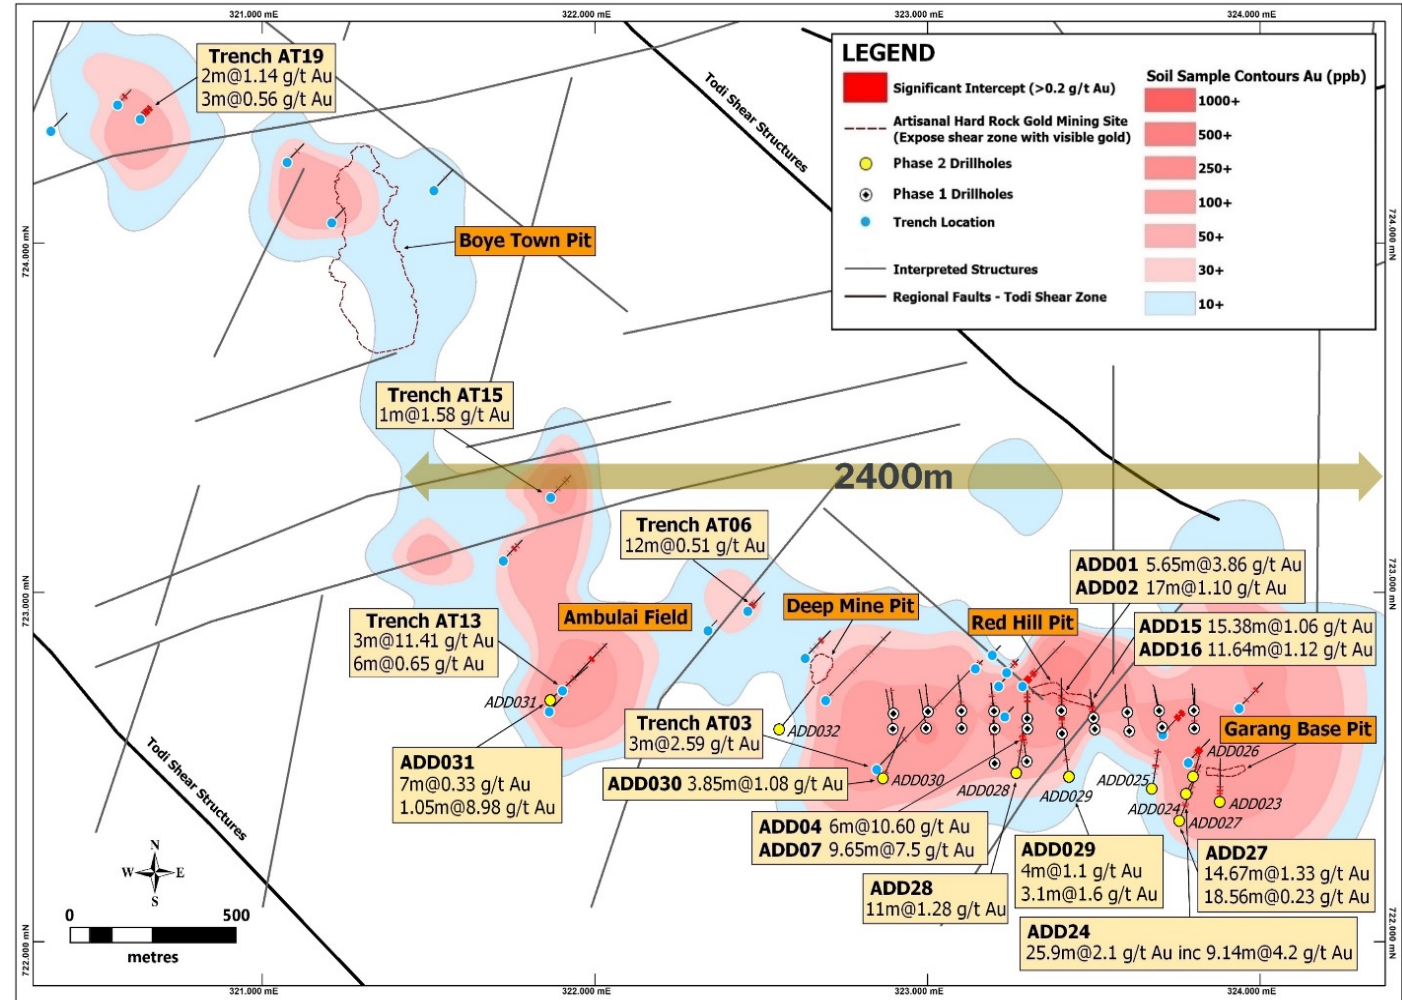 321.000 mE
322.000 mE
323.000 mE
324.000 mE
Trench AT19
2m@1.14 g/t Au
3m@0.56 g/t Au
Todi Shear Structures
LEGEND
Significant Intercept (>0.2 g/t Au)
Artisanal Hard Rock Gold Mining Site
(Expose shear zone with visible gold)
Phase 2 Drillholes
Phase 1 Drillholes
Trench Location
Interpreted Structures
Regional Faults - Todi Shear Zone
Soil Sample Contours Au (ppb)
1000+
500+
250+
100+
50+
30+
10+
724.000 mN
724.000 mN
Boye Town Pit
Trench AT15
1m@1.58 g/t Au
2400m
Trench AT06
12m@0.51 g/t Au
ADD01 5.65m@3.86 g/t Au
ADD02 17m@1.10 g/t Au
723.000 mN
723.000 mN
Trench AT13
3m@11.41 g/t Au
6m@0.65 g/t Au
Ambulai Field
Deep Mine Pit
Red Hill Pit
ADD15 15.38m@1.06 g/t Au
ADD16 11.64m@1.12 g/t Au
ADD031
ADD032
Trench AT03
3m@2.59 g/t Au
Garang Base Pit
ADD026
Todi Shear Structures
ADD031
7m@0.33 g/t Au
1.05m@8.98 g/t Au
ADD030 3.85m@1.08 g/t Au
ADD030
ADD028
ADD029
ADD025
ADD024
ADD023
ADD027
ADD04 6m@10.60 g/t Au
ADD07 9.65m@7.5 g/t Au
ADD28
11m@1.28 g/t Au
ADD029
4m@1.1 g/t Au
3.1m@1.6 g/t Au
ADD27
14.67m@1.33 g/t Au
18.56m@0.23 g/t Au
ADD24
25.9m@2.1 g/t Au inc 9.14m@4.2 g/t Au
N
W E
S
0 500
metres
722.000 mN
722.000 mN
321.000 mE
322.000 mE
323.000 mE
324.000 mE